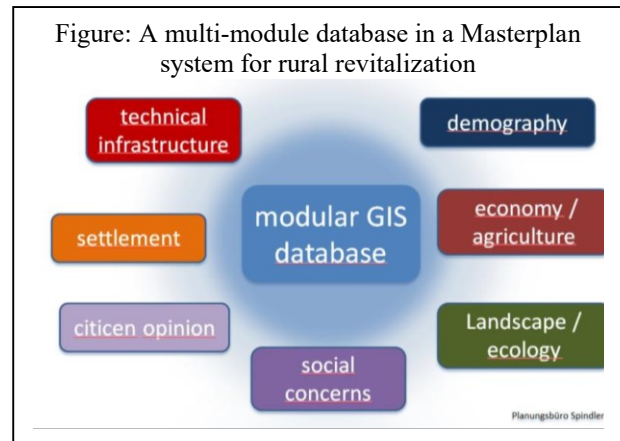 Figure: A multi-module database in a Masterplan
system for rural revitalization
technical
infrastructure
demography
modular GIS
database
economy /
agriculture
settlement
citicen opinion
Landscape /
ecology
social
concerns
Planungsbüro Spindler